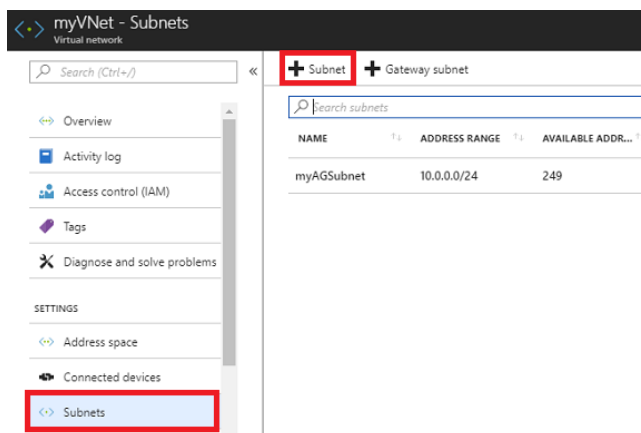 myVNet - Subnets
Virtual network
Search (Ctrl+/)
«
Overview
Activity log
Access control (IAM)
Tags
Diagnose and solve problems
SETTINGS
Address space
Connected devices
Subnets
+ Subnet + Gateway subnet
Search subnets
NAME ADDRESS RANGE AVAILABLE ADDR...
myAGSubnet 10.0.0.0/24 249